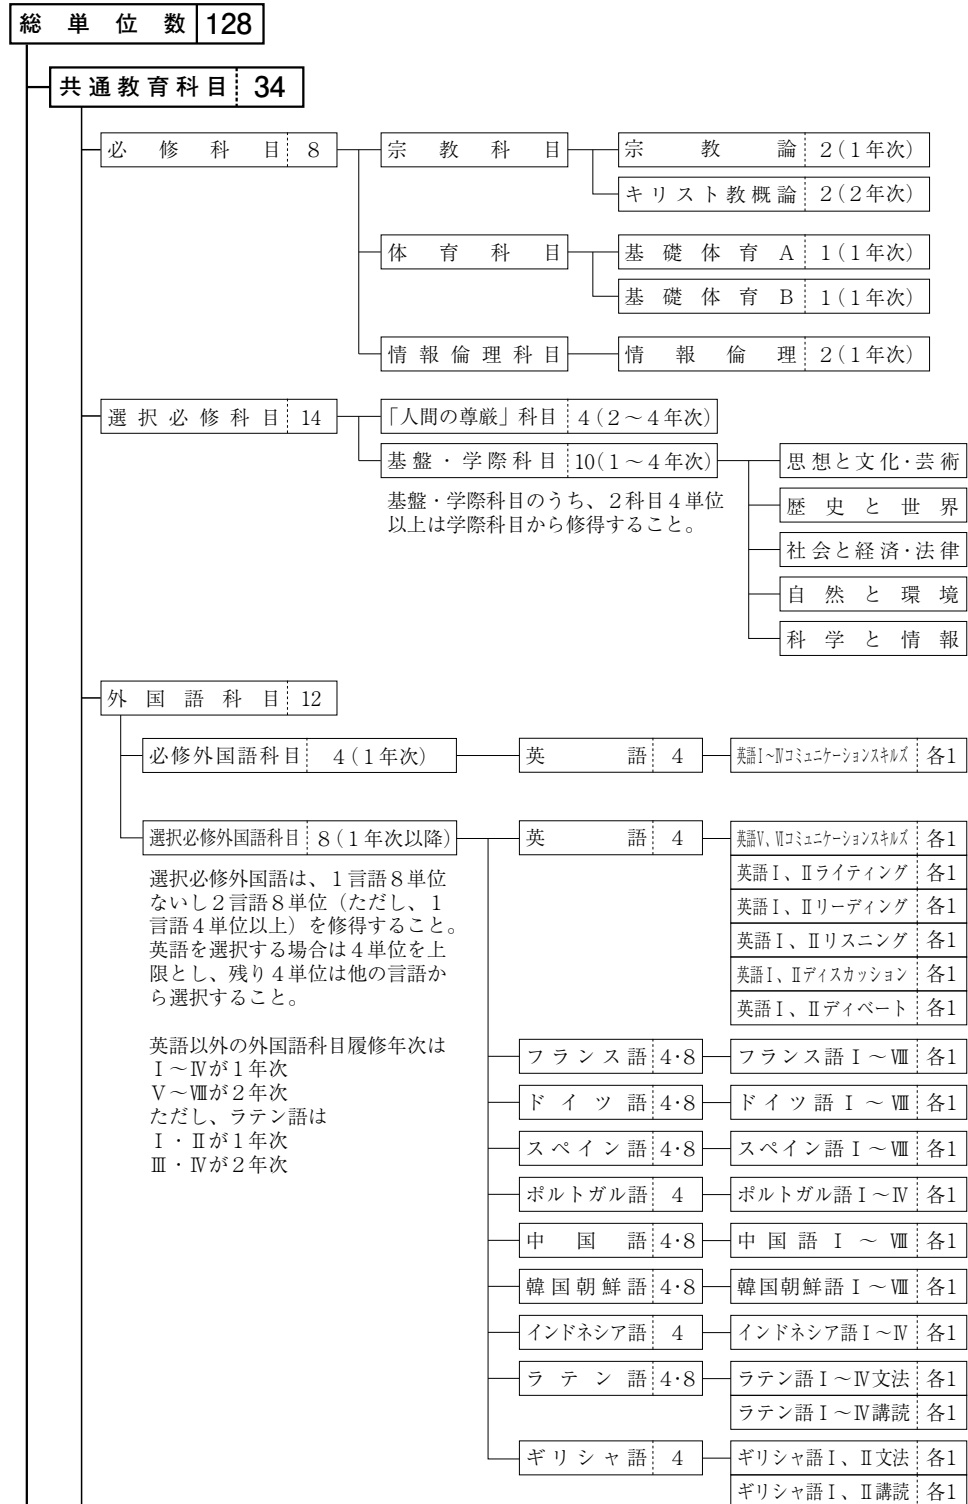 総単位数 128
共通教育科目 34
必修科目 8
宗教科目
宗教論 2(1年次)
キリスト教概論 2(2年次)
体育科目
基礎体育A 1(1年次)
基礎体育B 1(1年次)
情報倫理科目
情報倫理 2(1年次)
選択必修科目 14
「人間の尊厳」科目 4(2～4年次)
基盤・学際科目 10(1～4年次)
基盤・学際科目のうち、2科目4単位
以上は学際科目から修得すること。
思想と文化・芸術
歴史と世界
社会と経済・法律
自然と環境
科学と情報
外国語科目 12
必修外国語科目 4(1年次)
英語 4
英語Ⅰ~Ⅳコミュニケーションスキルズ 各1
選択必修外国語科目 8(1年次以降)
選択必修外国語は、1言語8単位
ないし2言語8単位（ただし、1
言語4単位以上）を修得すること。
英語を選択する場合は4単位を上
限とし、残り4単位は他の言語か
ら選択すること。
英語以外の外国語科目履修年次は
Ⅰ～Ⅳが1年次
Ⅴ～Ⅷが2年次
ただし、ラテン語は
Ⅰ・Ⅱが1年次
Ⅲ・Ⅳが2年次
英語 4
英語Ⅴ、Ⅵコミュニケーションスキルズ 各1
英語Ⅰ、Ⅱライティング 各1
英語Ⅰ、Ⅱリーディング 各1
英語Ⅰ、Ⅱリスニング 各1
英語Ⅰ、Ⅱディスカッション 各1
英語Ⅰ、Ⅱディベート 各1
フランス語 4・8
フランス語Ⅰ～Ⅷ 各1
ドイツ語 4・8
ドイツ語Ⅰ～Ⅷ 各1
スペイン語 4・8
スペイン語Ⅰ～Ⅷ 各1
ポルトガル語 4
ポルトガル語Ⅰ～Ⅳ 各1
中国語 4・8
中国語Ⅰ～Ⅷ 各1
韓国朝鮮語 4・8
韓国朝鮮語Ⅰ～Ⅷ 各1
インドネシア語 4
インドネシア語Ⅰ～Ⅳ 各1
ラテン語 4・8
ラテン語Ⅰ～Ⅳ文法 各1
ラテン語Ⅰ～Ⅳ講読 各1
ギリシャ語 4
ギリシャ語Ⅰ、Ⅱ文法 各1
ギリシャ語Ⅰ、Ⅱ講読 各1